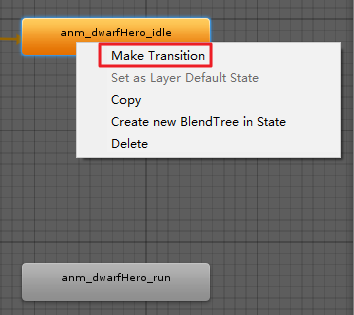 anm_dwarfHero_idle
Make Transition
Set as Layer Default State
Copy
Create new BlendTree in State
Delete
anm_dwarfHero_run